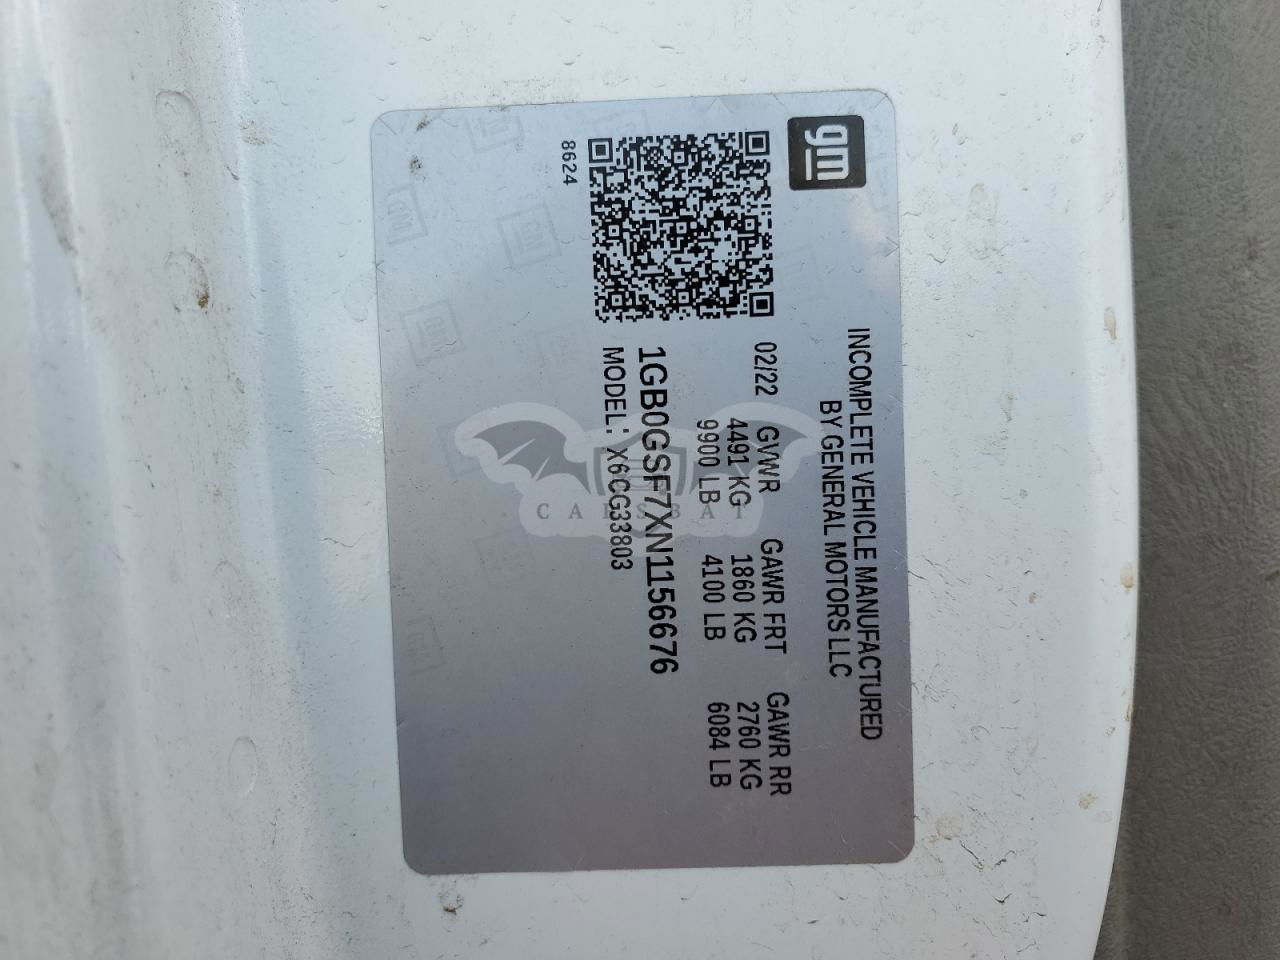 gm
INCOMPLETE VEHICLE MANUFACTURED
BY GENERAL MOTORS LLC
02/22 GVWR GAWR FRT GAWR RR
4491 KG 1860 KG 2760 KG
9900 LB 4100 LB 6084 LB
1GB0GSF7XN1156676
MODEL: X6CG33803
8624
CARSBAT